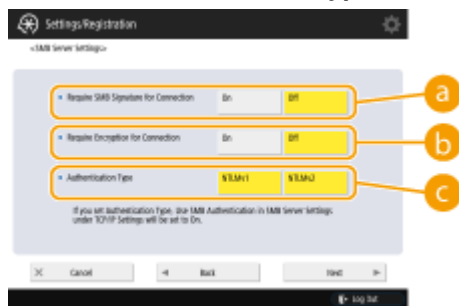 Settings/Registration
<SMB Server Settings>
Require SMB Signature for Connection On Off
a
Require Encryption for Connection On Off
b
Authentication Type NTLMv1 NTLMv2
c
If you set Authentication Type, Use SMB Authentication in SMB Server Settings
under TCP/IP Settings will be set to On.
Cancel Back Next
Log Out